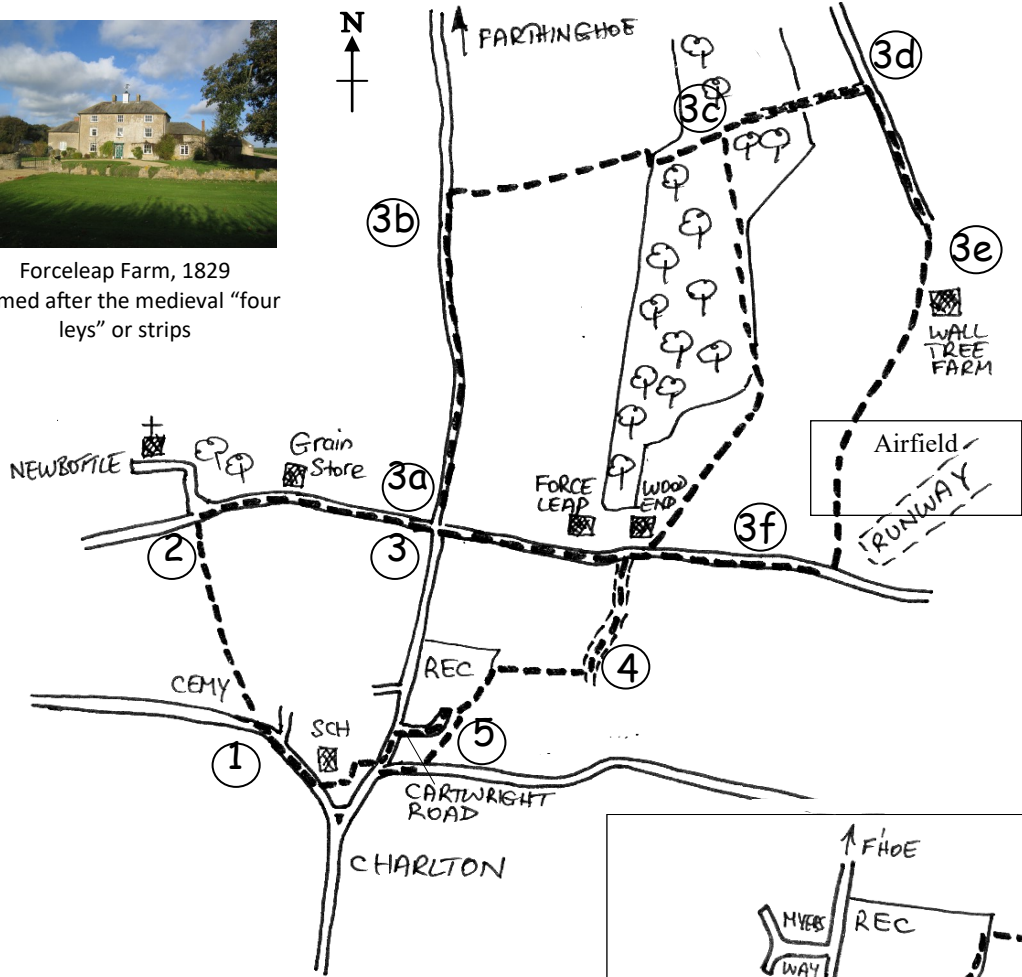 N
FARTHINGHOE
3d
3c
3b
3e
Forceleap Farm, 1829
med after the medieval “four
leys” or strips
WALL
TREE
FARM
Airfield
RUNWAY
NEWBOTTLE
Grain
Store
3a
FORCE
LEAP
WOOD
END
3f
2
3
REC
4
CEMY
SCH
5
1
CARTWRIGHT
ROAD
CHARLTON
F'HOE
MYERS
WAY
REC